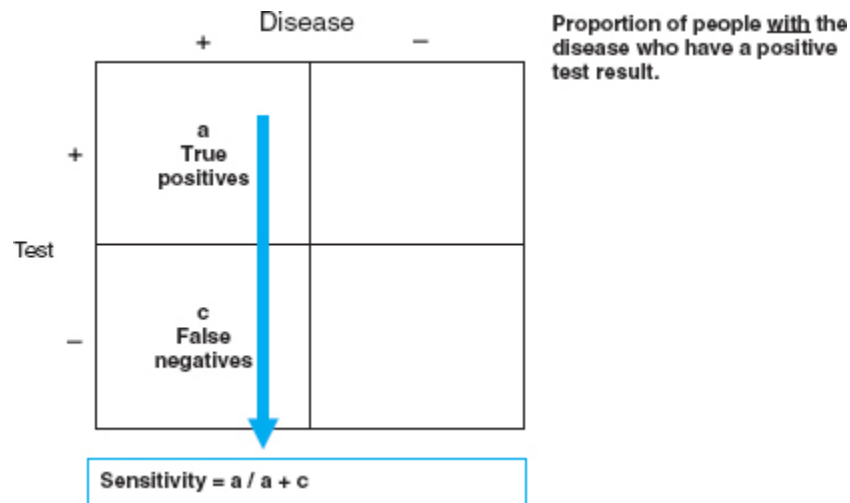 Disease
+ −
Proportion of people with the
disease who have a positive
test result.
+
a
True
positives
Test
−
c
False
negatives
Sensitivity = a / a + c